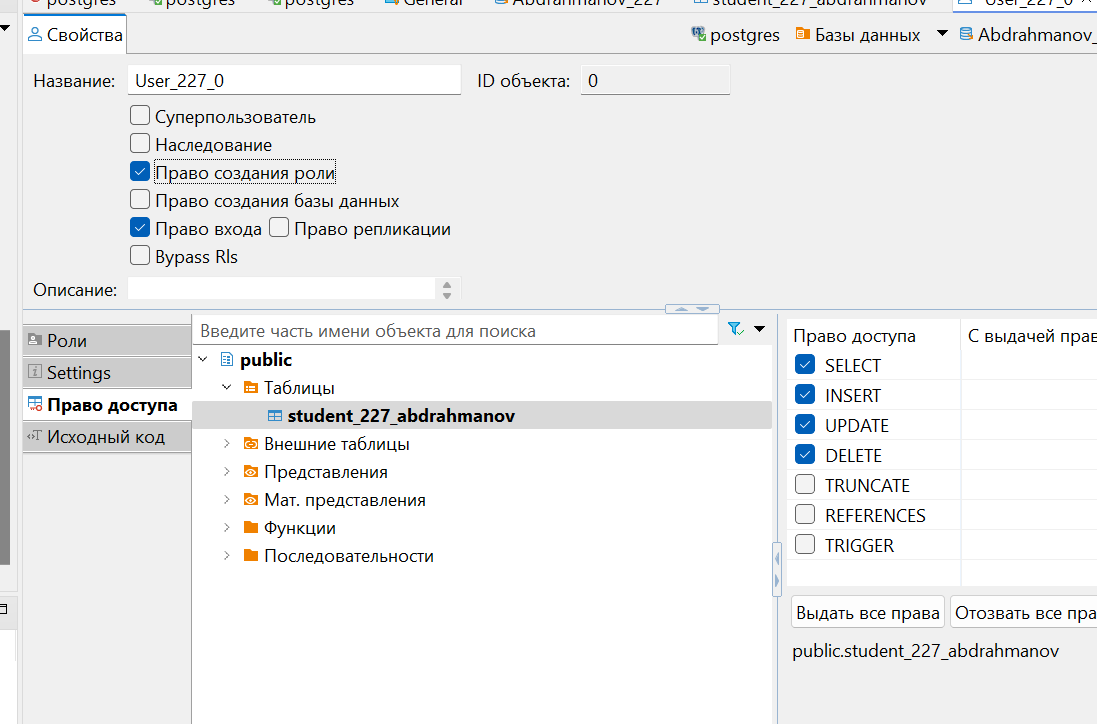 postgres postgres postgres General Abdrahmanov_227 student_227_abdrahmanov User_227_0
Свойства postgres Базы данных Abdrahmanov_
Название: User_227_0 ID объекта: 0
Суперпользователь
Наследование
Право создания роли
Право создания базы данных
Право входа Право репликации
Bypass Rls
Описание:
Роли
Settings
Право доступа
Исходный код
Введите часть имени объекта для поиска
public
Таблицы
student_227_abdrahmanov
Внешние таблицы
Представления
Мат. представления
Функции
Последовательности
Право доступа С выдачей прав
SELECT
INSERT
UPDATE
DELETE
TRUNCATE
REFERENCES
TRIGGER
Выдать все права Отозвать все пра
public.student_227_abdrahmanov